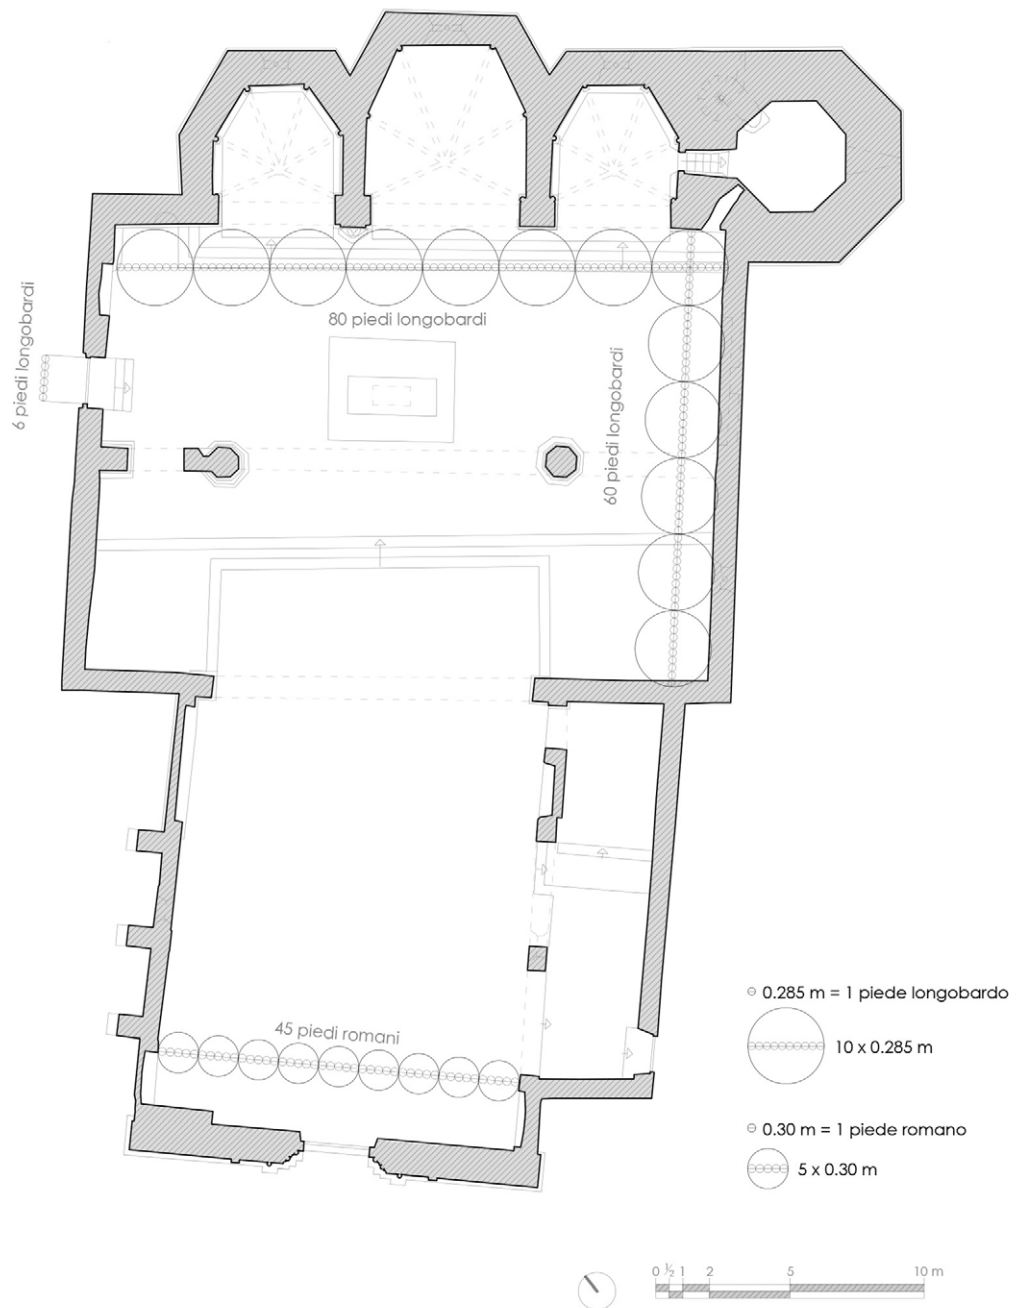 80 piedi longobardi
6 piedi longobardi
60 piedi longobardi
45 piedi romani
0.285 m = 1 piede longobardo
10 x 0.285 m
0.30 m = 1 piede romano
5 x 0.30 m
0 ½ 1 2 5 10 m